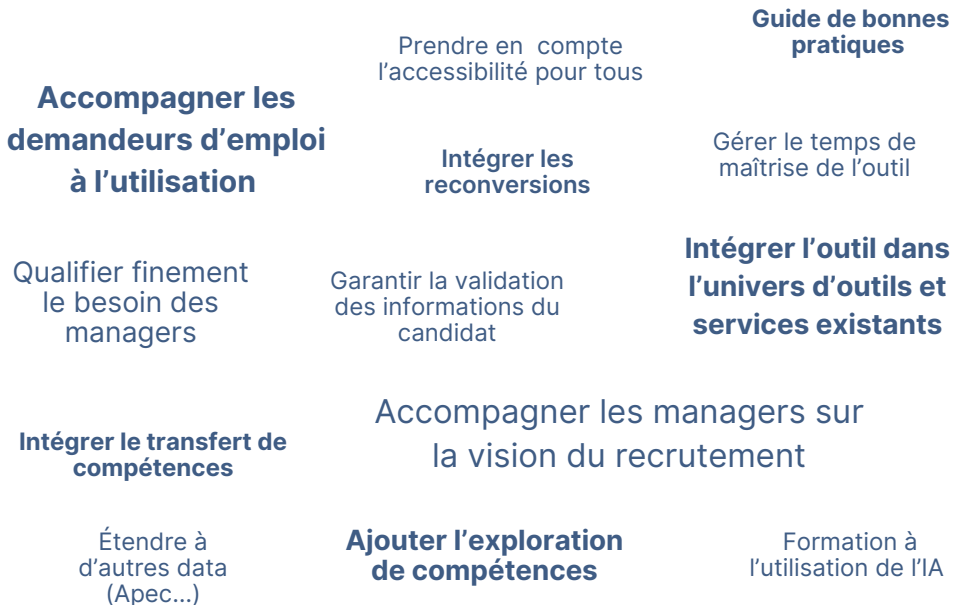 Guide de bonnes
pratiques
Prendre en compte
l’accessibilité pour tous
Accompagner les
demandeurs d’emploi
à l’utilisation
Intégrer les
reconversions
Gérer le temps de
maîtrise de l’outil
Qualifier finement
le besoin des
managers
Garantir la validation
des informations du
candidat
Intégrer l’outil dans
l’univers d’outils et
services existants
Intégrer le transfert de
compétences
Accompagner les managers sur
la vision du recrutement
Étendre à
d’autres data
(Apec...)
Ajouter l’exploration
de compétences
Formation à
l’utilisation de l’IA